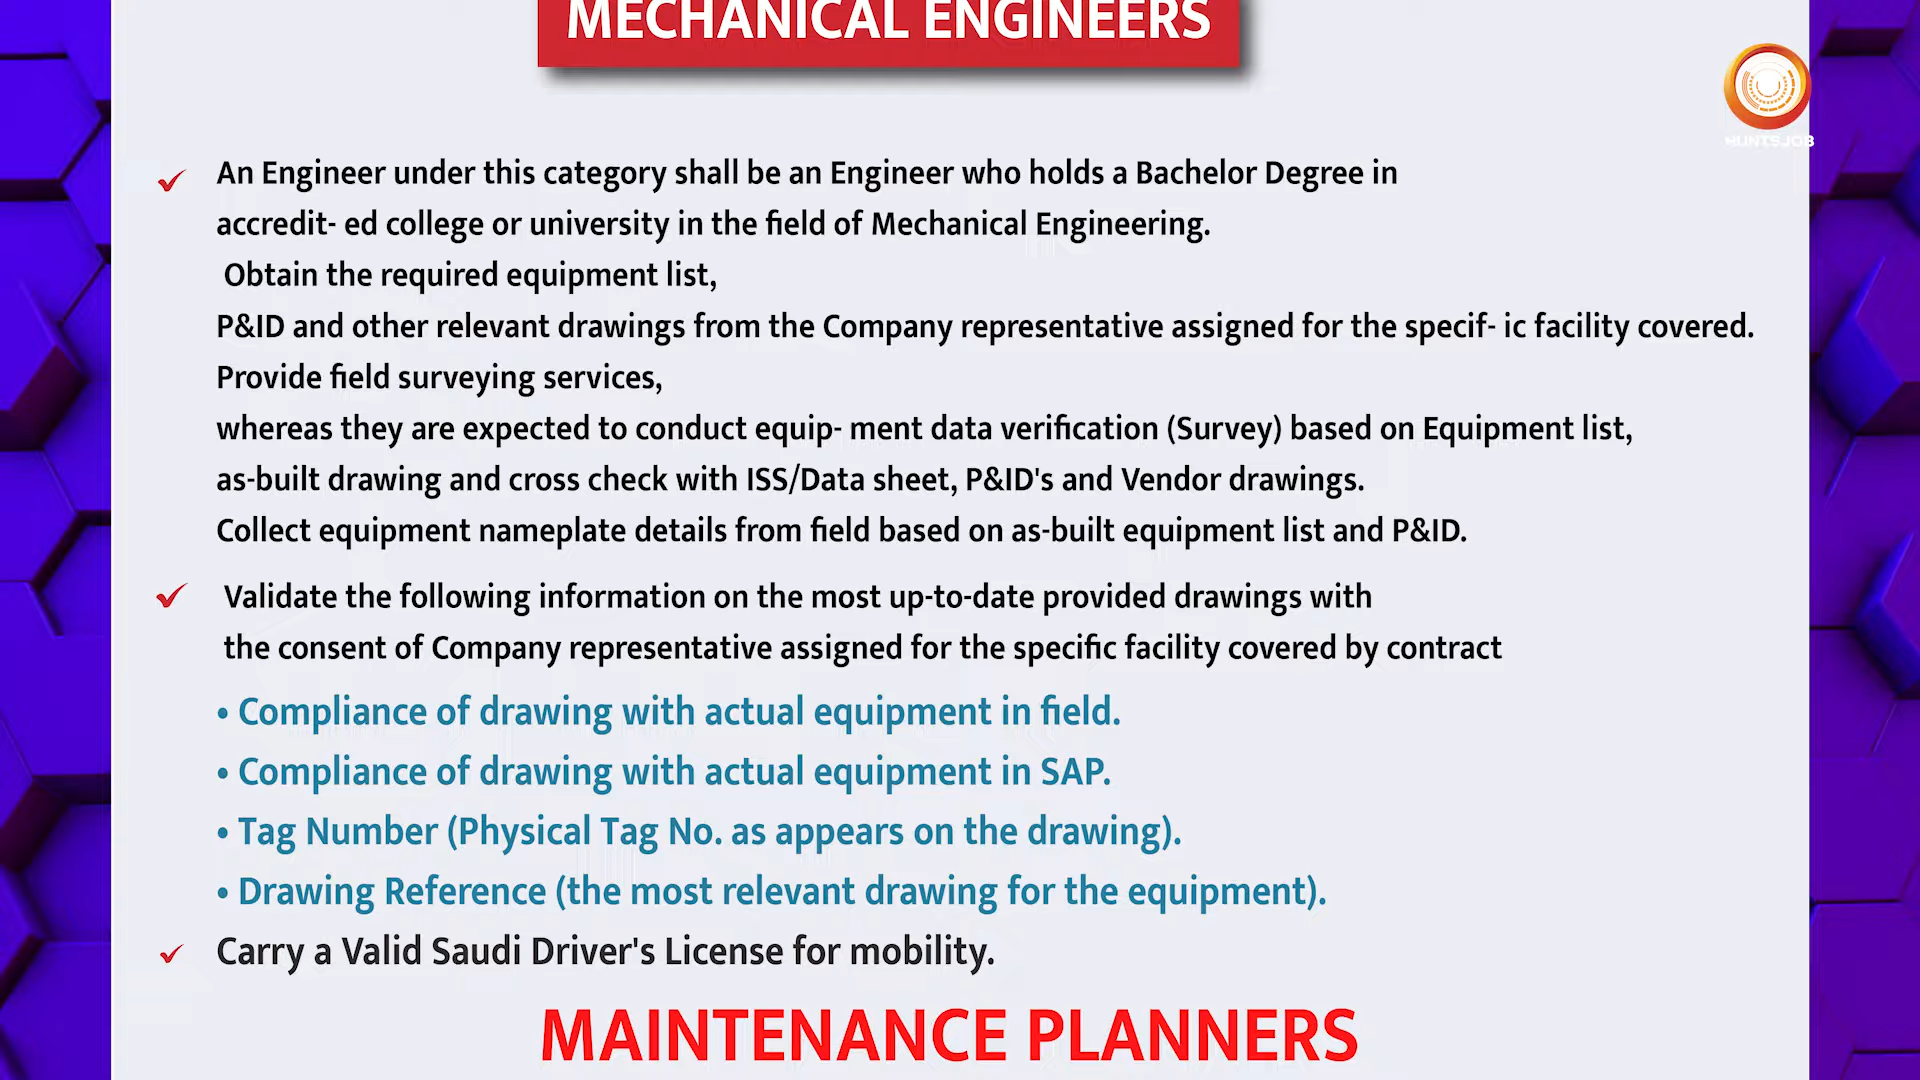 MECHANICAL ENGINEERS
HUNTSJOB
An Engineer under this category shall be an Engineer who holds a Bachelor Degree in
accredit- ed college or university in the field of Mechanical Engineering.
Obtain the required equipment list,
P&ID and other relevant drawings from the Company representative assigned for the specif- ic facility covered.
Provide field surveying services,
whereas they are expected to conduct equip- ment data verification (Survey) based on Equipment list,
as-built drawing and cross check with ISS/Data sheet, P&ID's and Vendor drawings.
Collect equipment nameplate details from field based on as-built equipment list and P&ID.
Validate the following information on the most up-to-date provided drawings with
the consent of Company representative assigned for the specific facility covered by contract
• Compliance of drawing with actual equipment in field.
• Compliance of drawing with actual equipment in SAP.
• Tag Number (Physical Tag No. as appears on the drawing).
• Drawing Reference (the most relevant drawing for the equipment).
Carry a Valid Saudi Driver's License for mobility.
MAINTENANCE PLANNERS